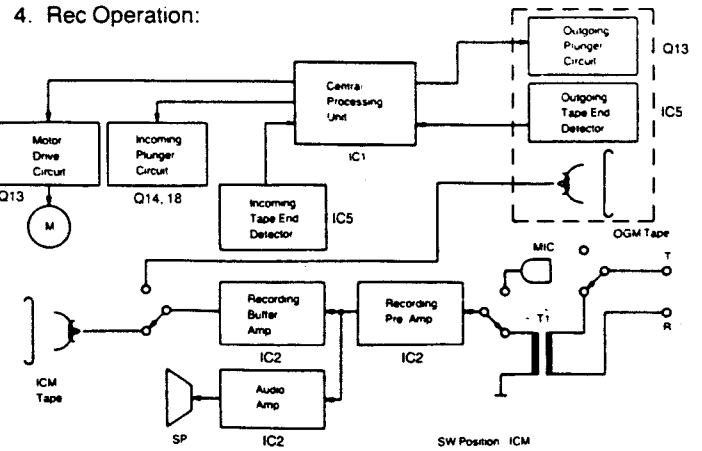 4. Rec Operation:
Outgoing
Plunger
Circuit
Q13
Central
Processing
Unit
IC1
Outgoing
Tape End
Detector
IC5
Motor
Drive
Circuit
Q13
M
Incoming
Plunger
Circuit
Q14, 18
Incoming
Tape End
Detector
IC5
OGM Tape
MIC
T
R
T1
Recording
Buffer
Amp
IC2
Recording
Pre Amp
IC2
ICM
Tape
Audio
Amp
IC2
SP
SW Position ICM